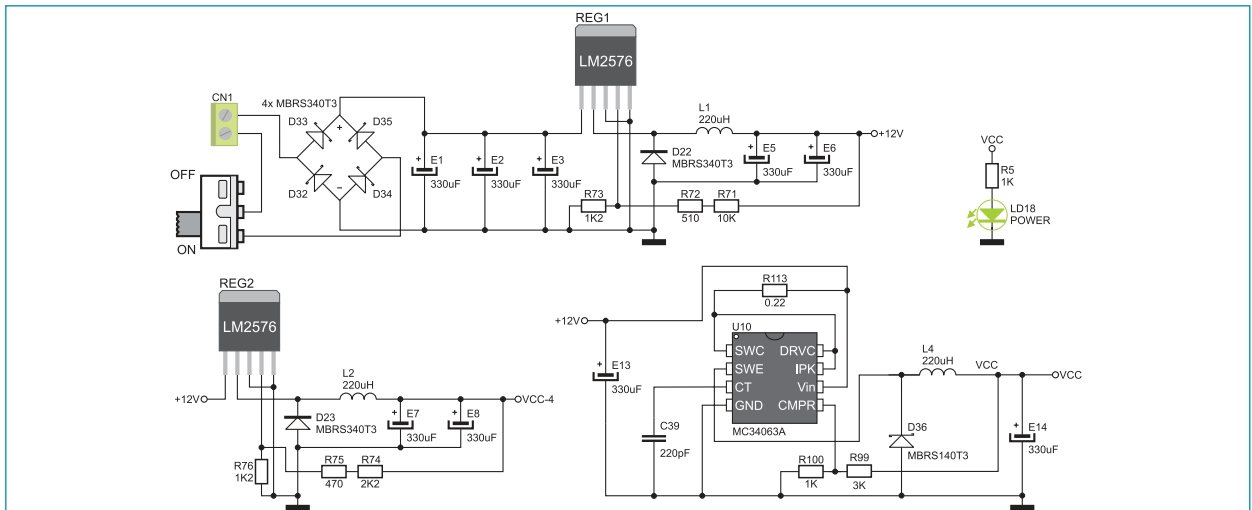 REG1
LM2576
CN1
4x MBRS340T3
D33
D35
+
-
D32
D34
OFF
ON
+
E1
330uF
+
E2
330uF
+
E3
330uF
L1
220uH
+12V
D22
MBRS340T3
+
E5
330uF
+
E6
330uF
R73
1K2
R72
510
R71
10K
VCC
R5
1K
LD18
POWER
REG2
LM2576
+12V
L2
220uH
VCC-4
D23
MBRS340T3
+
E7
330uF
+
E8
330uF
R76
1K2
R75
470
R74
2K2
R113
0.22
+12V
+
E13
330uF
U10
SWC
DRVC
SWE
IPK
CT
Vin
GND
CMPR
MC34063A
C39
220pF
L4
220uH
VCC
VCC
D36
MBRS140T3
+
E14
330uF
R100
1K
R99
3K